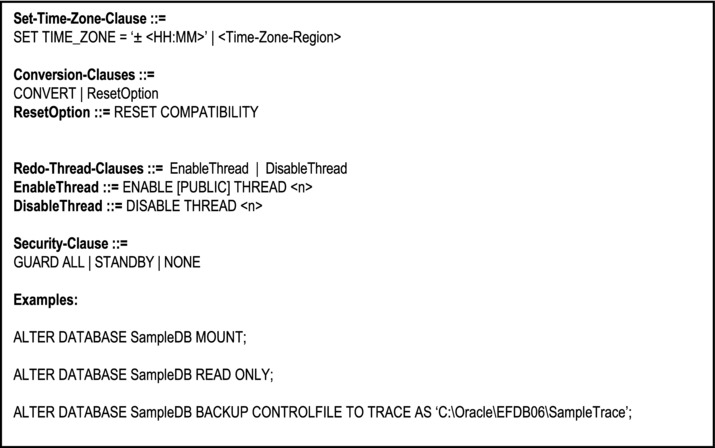 Set-Time-Zone-Clause ::=
SET TIME_ZONE = ‘± <HH:MM>’ | <Time-Zone-Region>
Conversion-Clauses ::=
CONVERT | ResetOption
ResetOption ::= RESET COMPATIBILITY
Redo-Thread-Clauses ::= EnableThread | DisableThread
EnableThread ::= ENABLE [PUBLIC] THREAD <n>
DisableThread ::= DISABLE THREAD <n>
Security-Clause ::=
GUARD ALL | STANDBY | NONE
Examples:
ALTER DATABASE SampleDB MOUNT;
ALTER DATABASE SampleDB READ ONLY;
ALTER DATABASE SampleDB BACKUP CONTROLFILE TO TRACE AS ‘C:\Oracle\EFDB06\SampleTrace’;